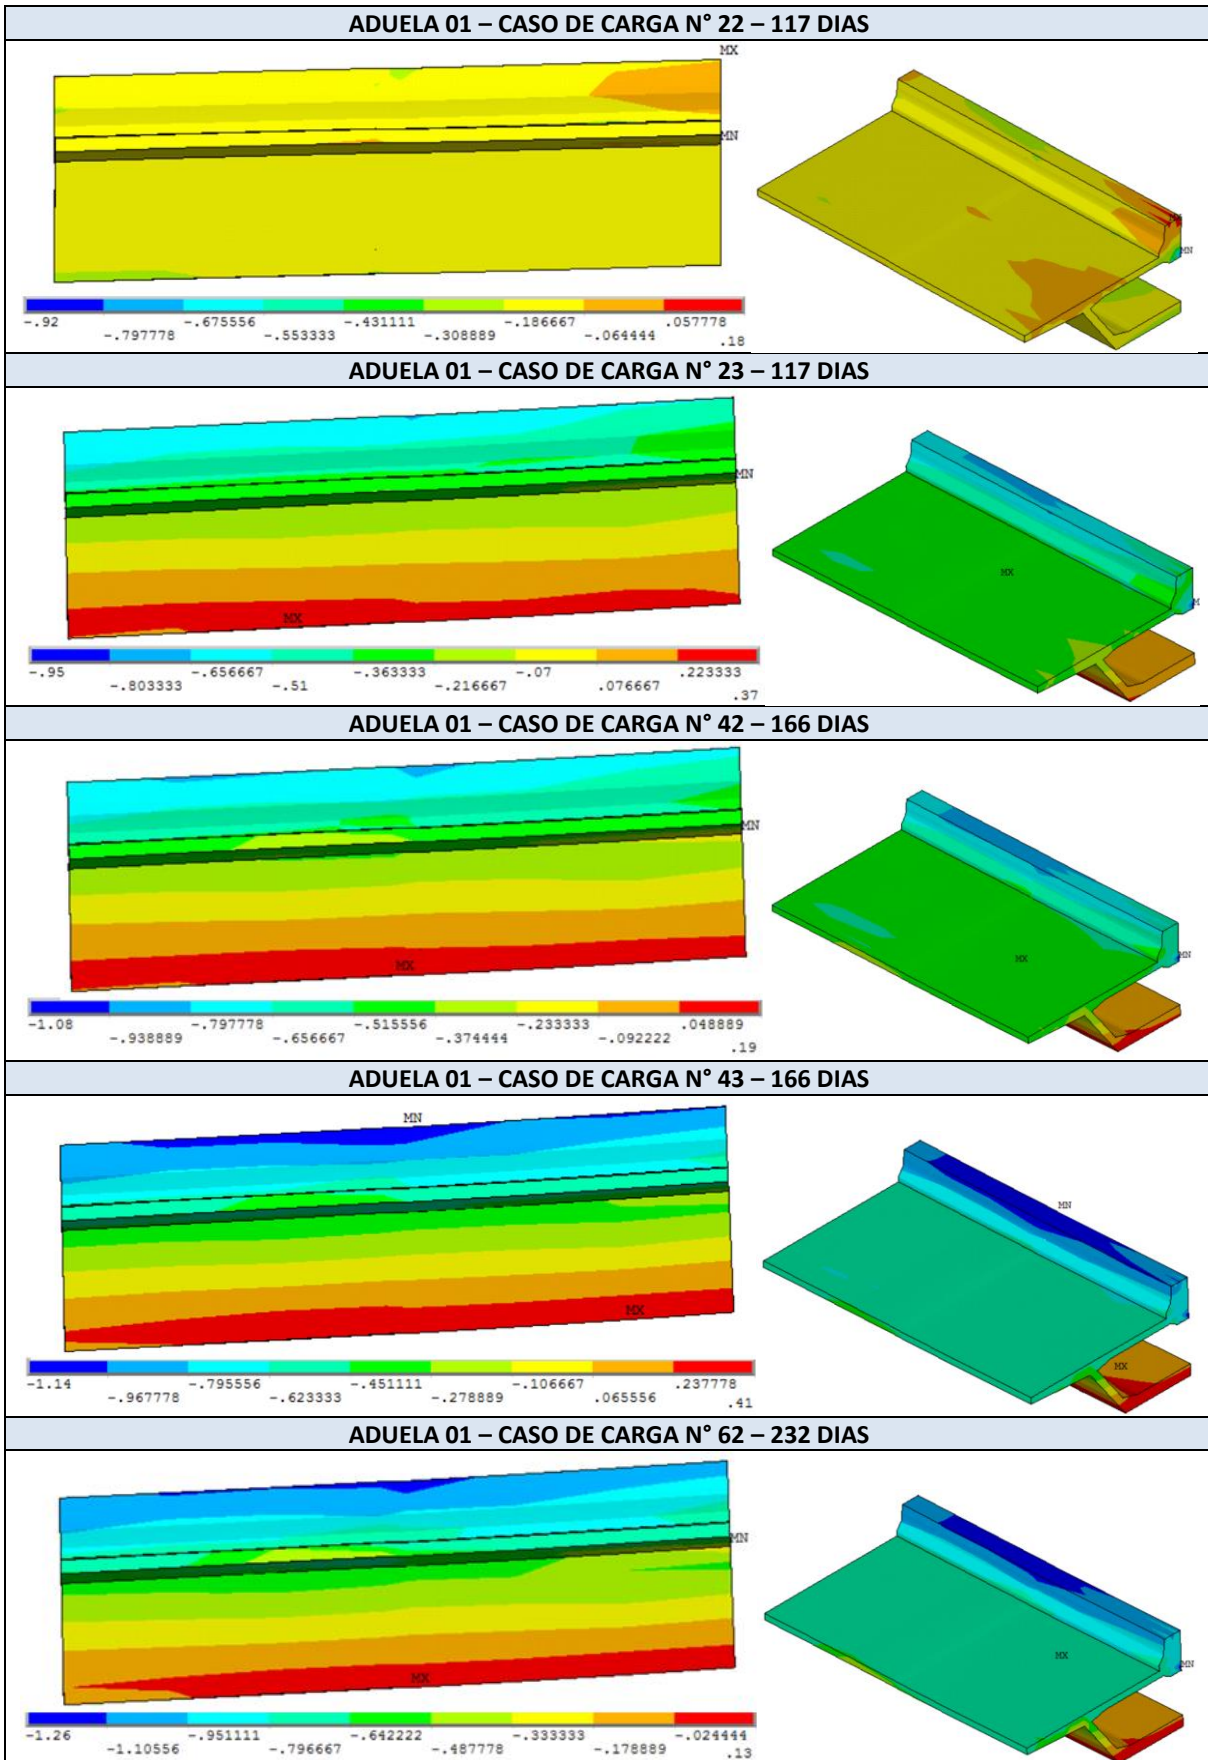 ADUELA 01 – CASO DE CARGA N° 22 – 117 DIAS
MX
MN
MN
MN
-.92 -.675556 -.431111 -.186667 .057778
-.797778 -.553333 -.308889 -.064444 .18
ADUELA 01 – CASO DE CARGA N° 23 – 117 DIAS
MN
MX
MX
M
-.95 -.656667 -.363333 -.07 .223333
-.803333 -.51 -.216667 .076667 .37
ADUELA 01 – CASO DE CARGA N° 42 – 166 DIAS
MN
MX
MX
MN
-1.08 -.797778 -.515556 -.233333 .048889
-.938889 -.656667 -.374444 -.092222 .19
ADUELA 01 – CASO DE CARGA N° 43 – 166 DIAS
MN
MX
MN
MX
-1.14 -.795556 -.451111 -.106667 .237778
-.967778 -.623333 -.278889 .065556 .41
ADUELA 01 – CASO DE CARGA N° 62 – 232 DIAS
MN
MX
MX
MN
-1.26 -.951111 -.642222 -.333333 -.024444
-1.10556 -.796667 -.487778 -.178889 .13